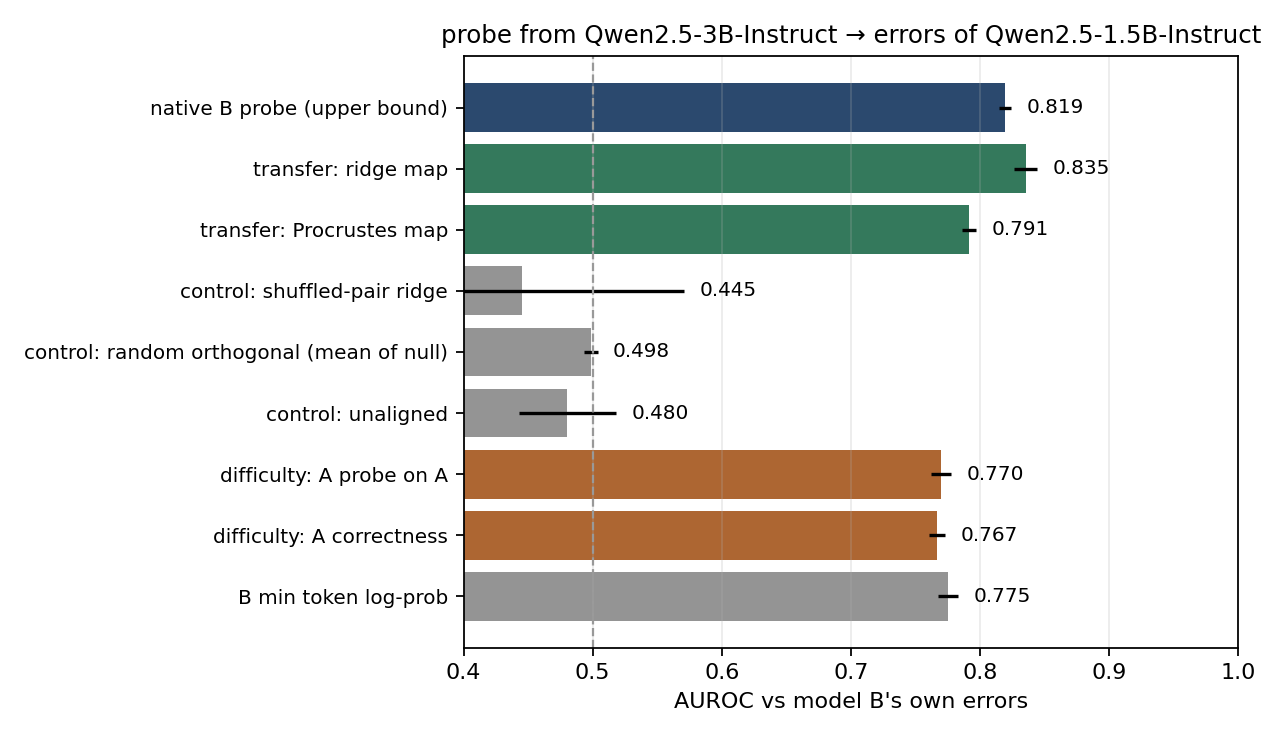 probe from Qwen2.5-3B-Instruct → errors of Qwen2.5-1.5B-Instruct
native B probe (upper bound) 0.819
transfer: ridge map 0.835
transfer: Procrustes map 0.791
control: shuffled-pair ridge 0.445
control: random orthogonal (mean of null) 0.498
control: unaligned 0.480
difficulty: A probe on A 0.770
difficulty: A correctness 0.767
B min token log-prob 0.775
0.4 0.5 0.6 0.7 0.8 0.9 1.0
AUROC vs model B's own errors